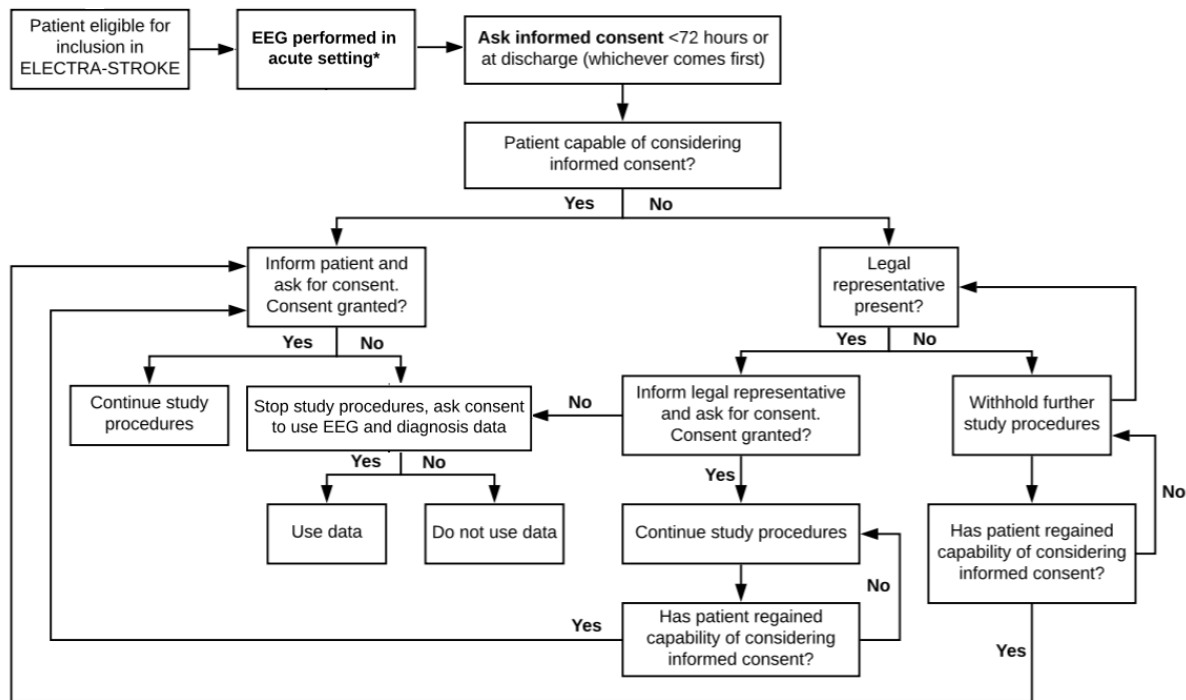 Patient eligible for
inclusion in
ELECTRA-STROKE
EEG performed in
acute setting*
Ask informed consent <72 hours or
at discharge (whichever comes first)
Patient capable of considering
informed consent?
Yes
No
Inform patient and
ask for consent.
Consent granted?
Legal
representative
present?
Yes
No
Yes
No
Continue study
procedures
Stop study procedures, ask consent
to use EEG and diagnosis data
No
Inform legal representative
and ask for consent.
Consent granted?
Withhold further
study procedures
Yes
No
Yes
No
Use data
Do not use data
Continue study procedures
Has patient regained
capability of considering
informed consent?
No
Yes
Has patient regained
capability of considering
informed consent?
Yes